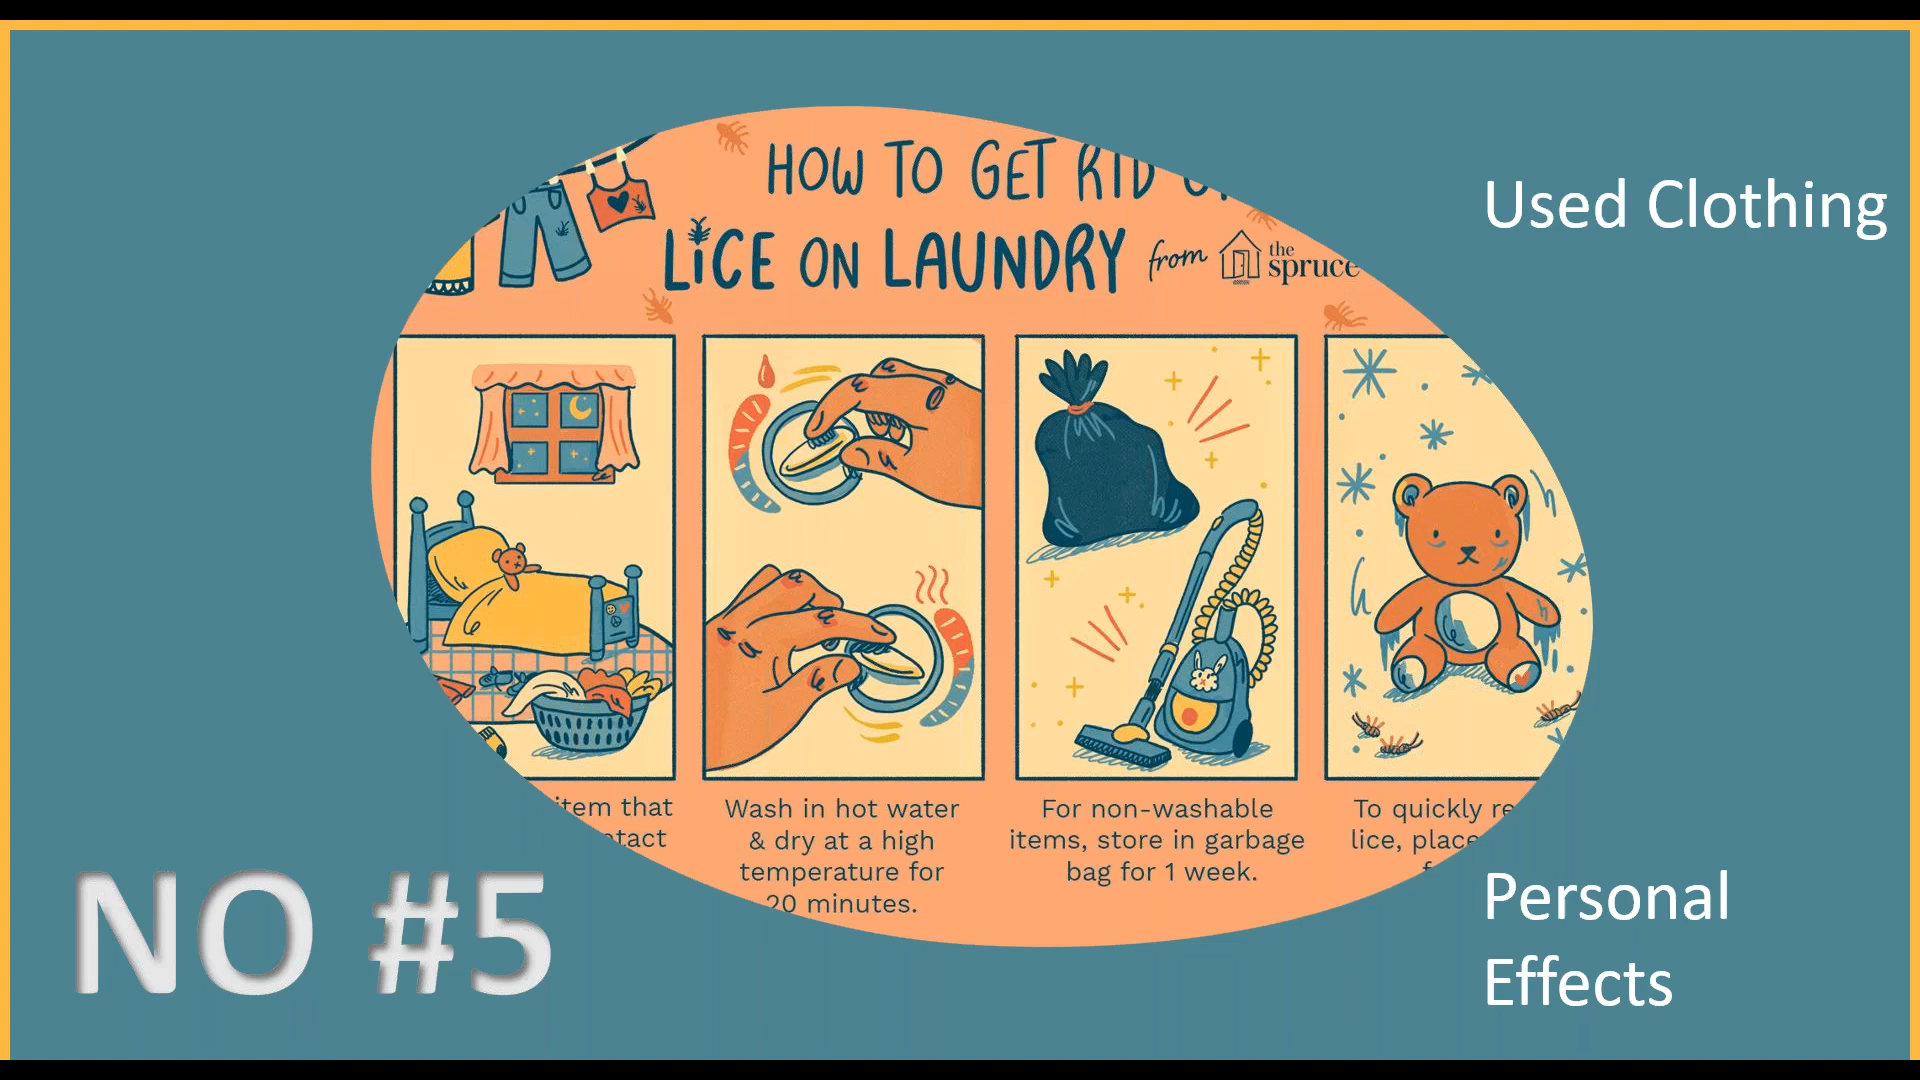 HOW TO GET RID
LICE ON LAUNDRY from the spruce
Used Clothing
item that
Wash in hot water
& dry at a high
temperature for
20 minutes.
For non-washable
items, store in garbage
bag for 1 week.
To quickly
lice, place
NO #5
Personal
Effects